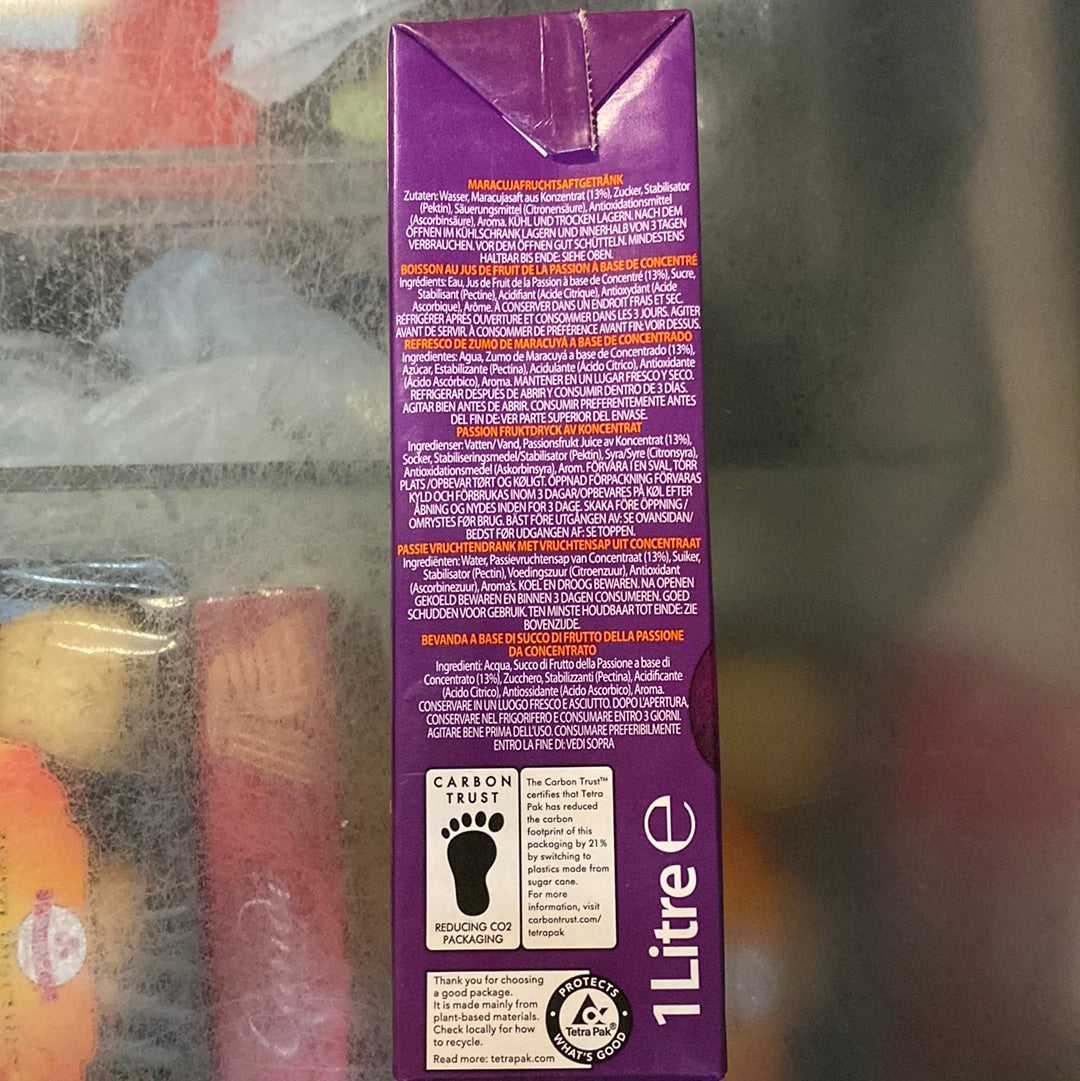 MARACUJAFRUCHTSAFTGETRÄNK
Zutaten: Wasser, Maracujasaft aus Konzentrat (13%), Zucker, Stabilisator
(Pektin), Säuerungsmittel (Citronensäure), Antioxidationsmittel
(Ascorbinsäure), Aroma. KÜHL UND TROCKEN LAGERN. NACH DEM
ÖFFNEN IM KÜHLSCHRANK LAGERN UND INNERHALB VON 3 TAGEN
VERBRAUCHEN. VOR DEM ÖFFNEN GUT SCHÜTTELN. MINDESTENS
HALTBAR BIS ENDE: SIEHE OBEN.
BOISSON AU JUS DE FRUIT DE LA PASSION À BASE DE CONCENTRÉ
Ingrédients: Eau, Jus de Fruit de la Passion à base de Concentré (13%), Sucre,
Stabilisant (Pectine), Acidifiant (Acide Citrique), Antioxydant (Acide
Ascorbique), Arôme. À CONSERVER DANS UN ENDROIT FRAIS ET SEC.
RÉFRIGÉRER APRÈS OUVERTURE ET CONSOMMER DANS LES 3 JOURS. AGITER
AVANT DE SERVIR. À CONSOMMER DE PRÉFÉRENCE AVANT FIN: VOIR DESSUS.
REFRESCO DE ZUMO DE MARACUYÁ A BASE DE CONCENTRADO
Ingredientes: Agua, Zumo de Maracuyá a base de Concentrado (13%),
Azúcar, Estabilizante (Pectina), Acidulante (Ácido Cítrico), Antioxidante
(Ácido Ascórbico), Aroma. MANTENER EN UN LUGAR FRESCO Y SECO.
REFRIGERAR DESPUÉS DE ABRIR Y CONSUMIR DENTRO DE 3 DÍAS.
AGITAR BIEN ANTES DE ABRIR. CONSUMIR PREFERENTEMENTE ANTES
DEL FIN DE: VER PARTE SUPERIOR DEL ENVASE.
PASSION FRUKTDRYCK AV KONCENTRAT
Ingredienser: Vatten/ Vand, Passionsfrukt Juice av Koncentrat (13%),
Socker, Stabiliseringsmedel/Stabilisator (Pektin), Syra/Syre (Citronsyra),
Antioxidationsmedel (Askorbinsyra), Arom. FÖRVARA I EN SVAL, TORR
PLATS /OPBEVAR TØRT OG KØLIGT. ÖPPNAD FÖRPACKNING FÖRVARAS
KYLD OCH FÖRBRUKAS INOM 3 DAGAR/OPBEVARES PÅ KØL EFTER
ÅBNING OG NYDES INDEN FOR 3 DAGE. SKAKA FÖRE ÖPPNING /
OMRYSTES FØR BRUG. BÄST FÖRE UTGÅNGEN AV: SE OVANSIDAN/
BEDST FØR UDGANGEN AF: SE TOPPEN.
PASSIE VRUCHTENDRANK MET VRUCHTENSAP UIT CONCENTRAAT
Ingrediënten: Water, Passievruchtensap van Concentraat (13%), Suiker,
Stabilisator (Pectin), Voedingszuur (Citroenzuur), Antioxidant
(Ascorbinezuur), Aroma's. KOEL EN DROOG BEWAREN. NA OPENEN
GEKOELD BEWAREN EN BINNEN 3 DAGEN CONSUMEREN. GOED
SCHUDDEN VOOR GEBRUIK. TEN MINSTE HOUDBAAR TOT EINDE: ZIE
BOVENZIJDE.
BEVANDA A BASE DI SUCCO DI FRUTTO DELLA PASSIONE
DA CONCENTRATO
Ingredienti: Acqua, Succo di Frutto della Passione a base di
Concentrato (13%), Zucchero, Stabilizzanti (Pectina), Acidificante
(Acido Citrico), Antiossidante (Acido Ascorbico), Aroma.
CONSERVARE IN UN LUOGO FRESCO E ASCIUTTO. DOPO L'APERTURA,
CONSERVARE NEL FRIGORIFERO E CONSUMARE ENTRO 3 GIORNI.
AGITARE BENE PRIMA DELL'USO. CONSUMARE PREFERIBILMENTE
ENTRO LA FINE DI: VEDI SOPRA
CARBON
TRUST
REDUCING CO2
PACKAGING
The Carbon Trust™
certifies that Tetra
Pak has reduced
the carbon
footprint of this
packaging by 21%
by switching to
plastics made from
sugar cane.
For more
information, visit
carbontrust.com/
tetrapak
1 Litre ℮
Thank you for choosing
a good package.
It is made mainly from
plant-based materials.
Check locally for how
to recycle.
Read more: tetrapak.com
PROTECTS
Tetra Pak®
WHAT'S GOOD